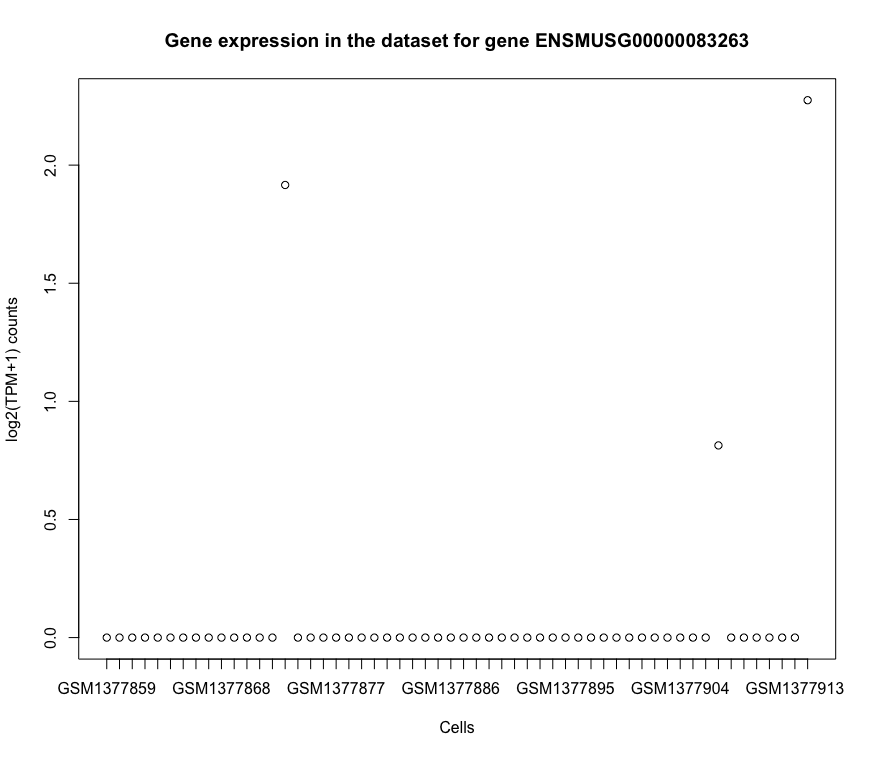 Gene expression in the dataset for gene ENSMUSG00000083263
log2(TPM+1) counts
2.0
1.5
1.0
0.5
0.0
GSM1377859 GSM1377868 GSM1377877 GSM1377886 GSM1377895 GSM1377904 GSM1377913
Cells